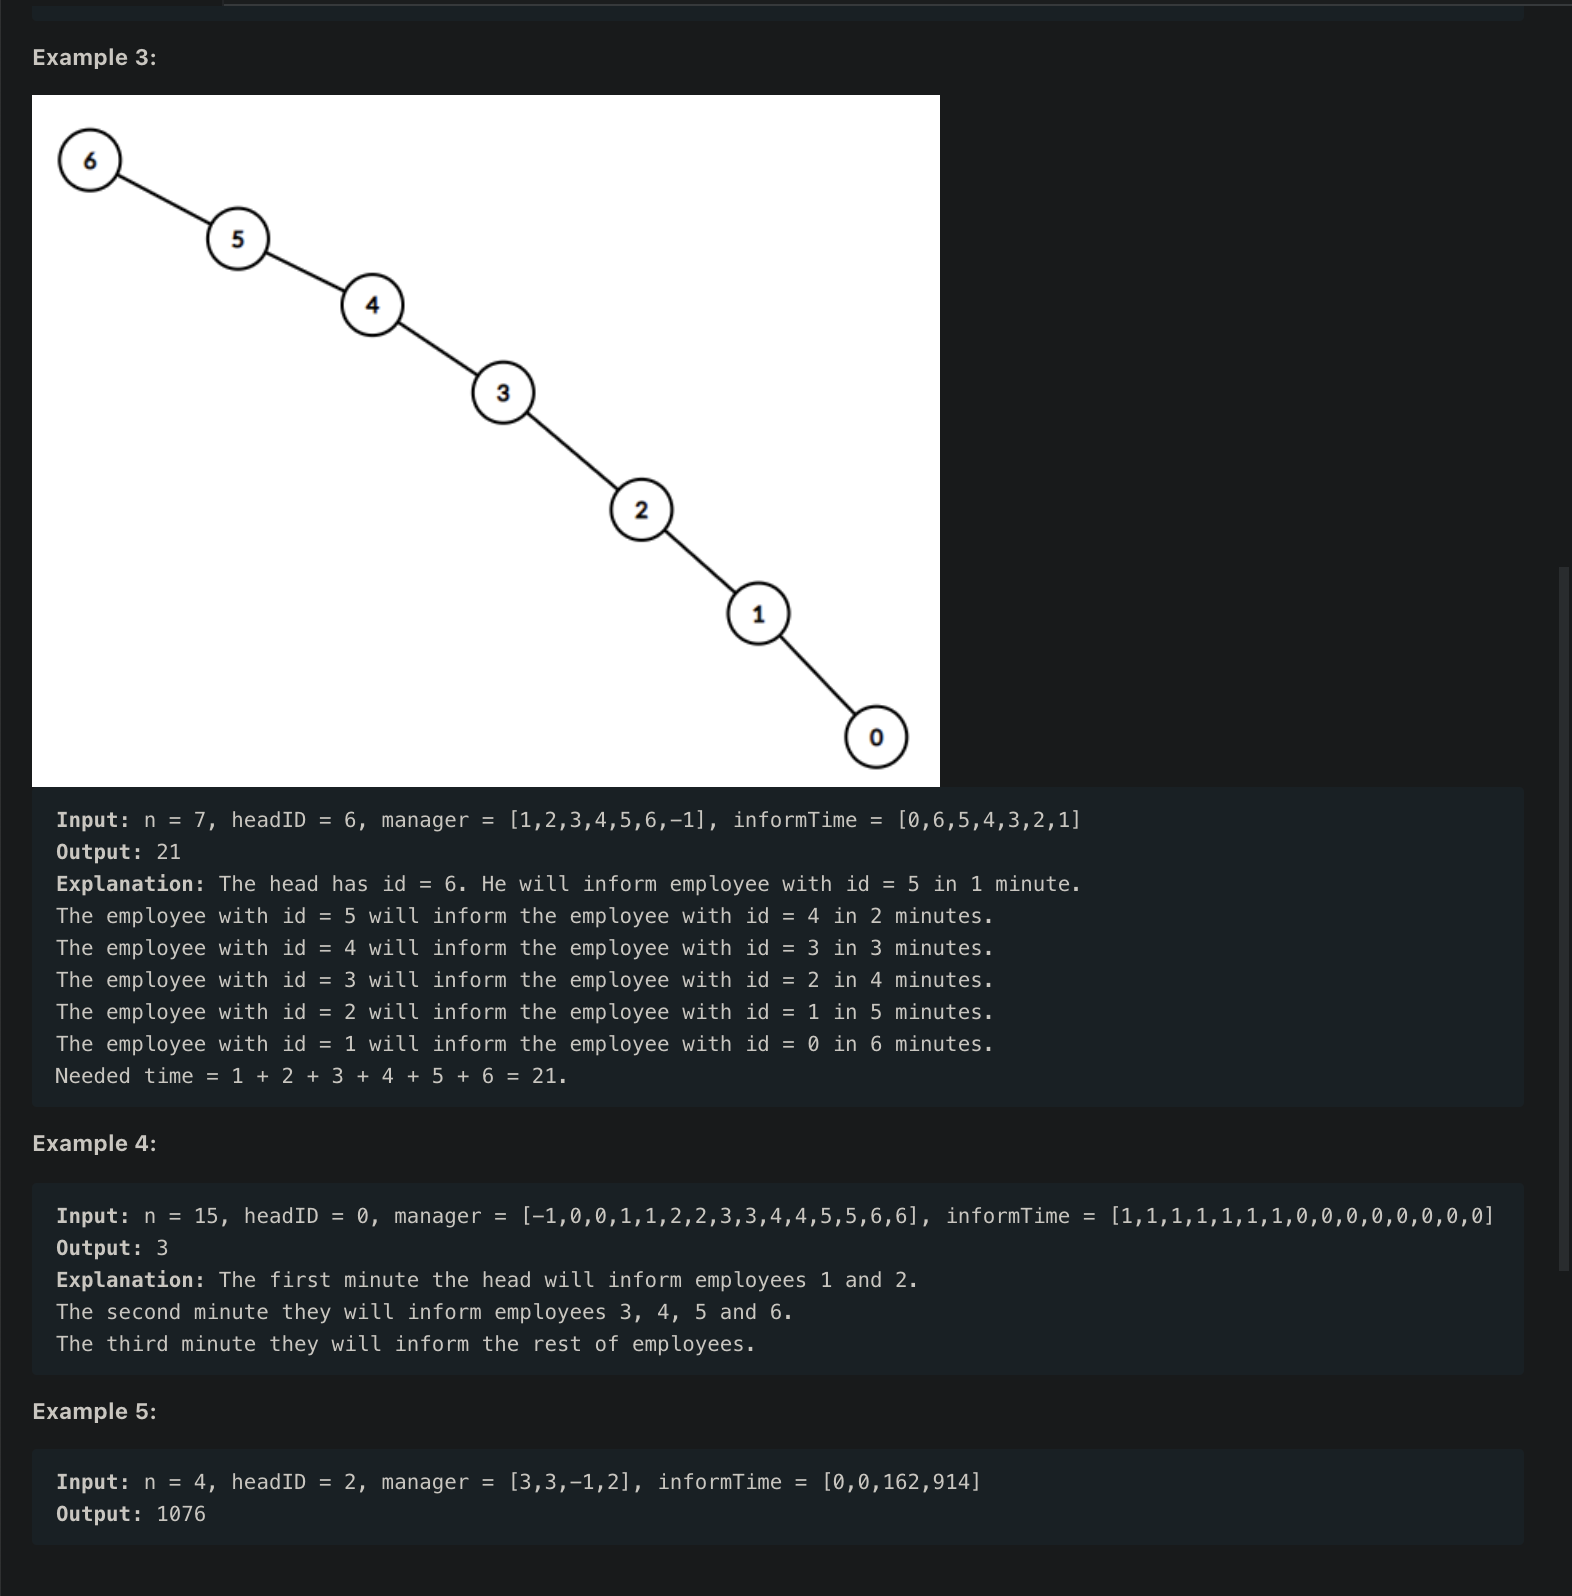 Example 3:
6
5
4
3
2
1
0
Input: n = 7, headID = 6, manager = [1,2,3,4,5,6,−1], informTime = [0,6,5,4,3,2,1]
Output: 21
Explanation: The head has id = 6. He will inform employee with id = 5 in 1 minute.
The employee with id = 5 will inform the employee with id = 4 in 2 minutes.
The employee with id = 4 will inform the employee with id = 3 in 3 minutes.
The employee with id = 3 will inform the employee with id = 2 in 4 minutes.
The employee with id = 2 will inform the employee with id = 1 in 5 minutes.
The employee with id = 1 will inform the employee with id = 0 in 6 minutes.
Needed time = 1 + 2 + 3 + 4 + 5 + 6 = 21.
Example 4:
Input: n = 15, headID = 0, manager = [−1,0,0,1,1,2,2,3,3,4,4,5,5,6,6], informTime = [1,1,1,1,1,1,1,0,0,0,0,0,0,0,0]
Output: 3
Explanation: The first minute the head will inform employees 1 and 2.
The second minute they will inform employees 3, 4, 5 and 6.
The third minute they will inform the rest of employees.
Example 5:
Input: n = 4, headID = 2, manager = [3,3,−1,2], informTime = [0,0,162,914]
Output: 1076